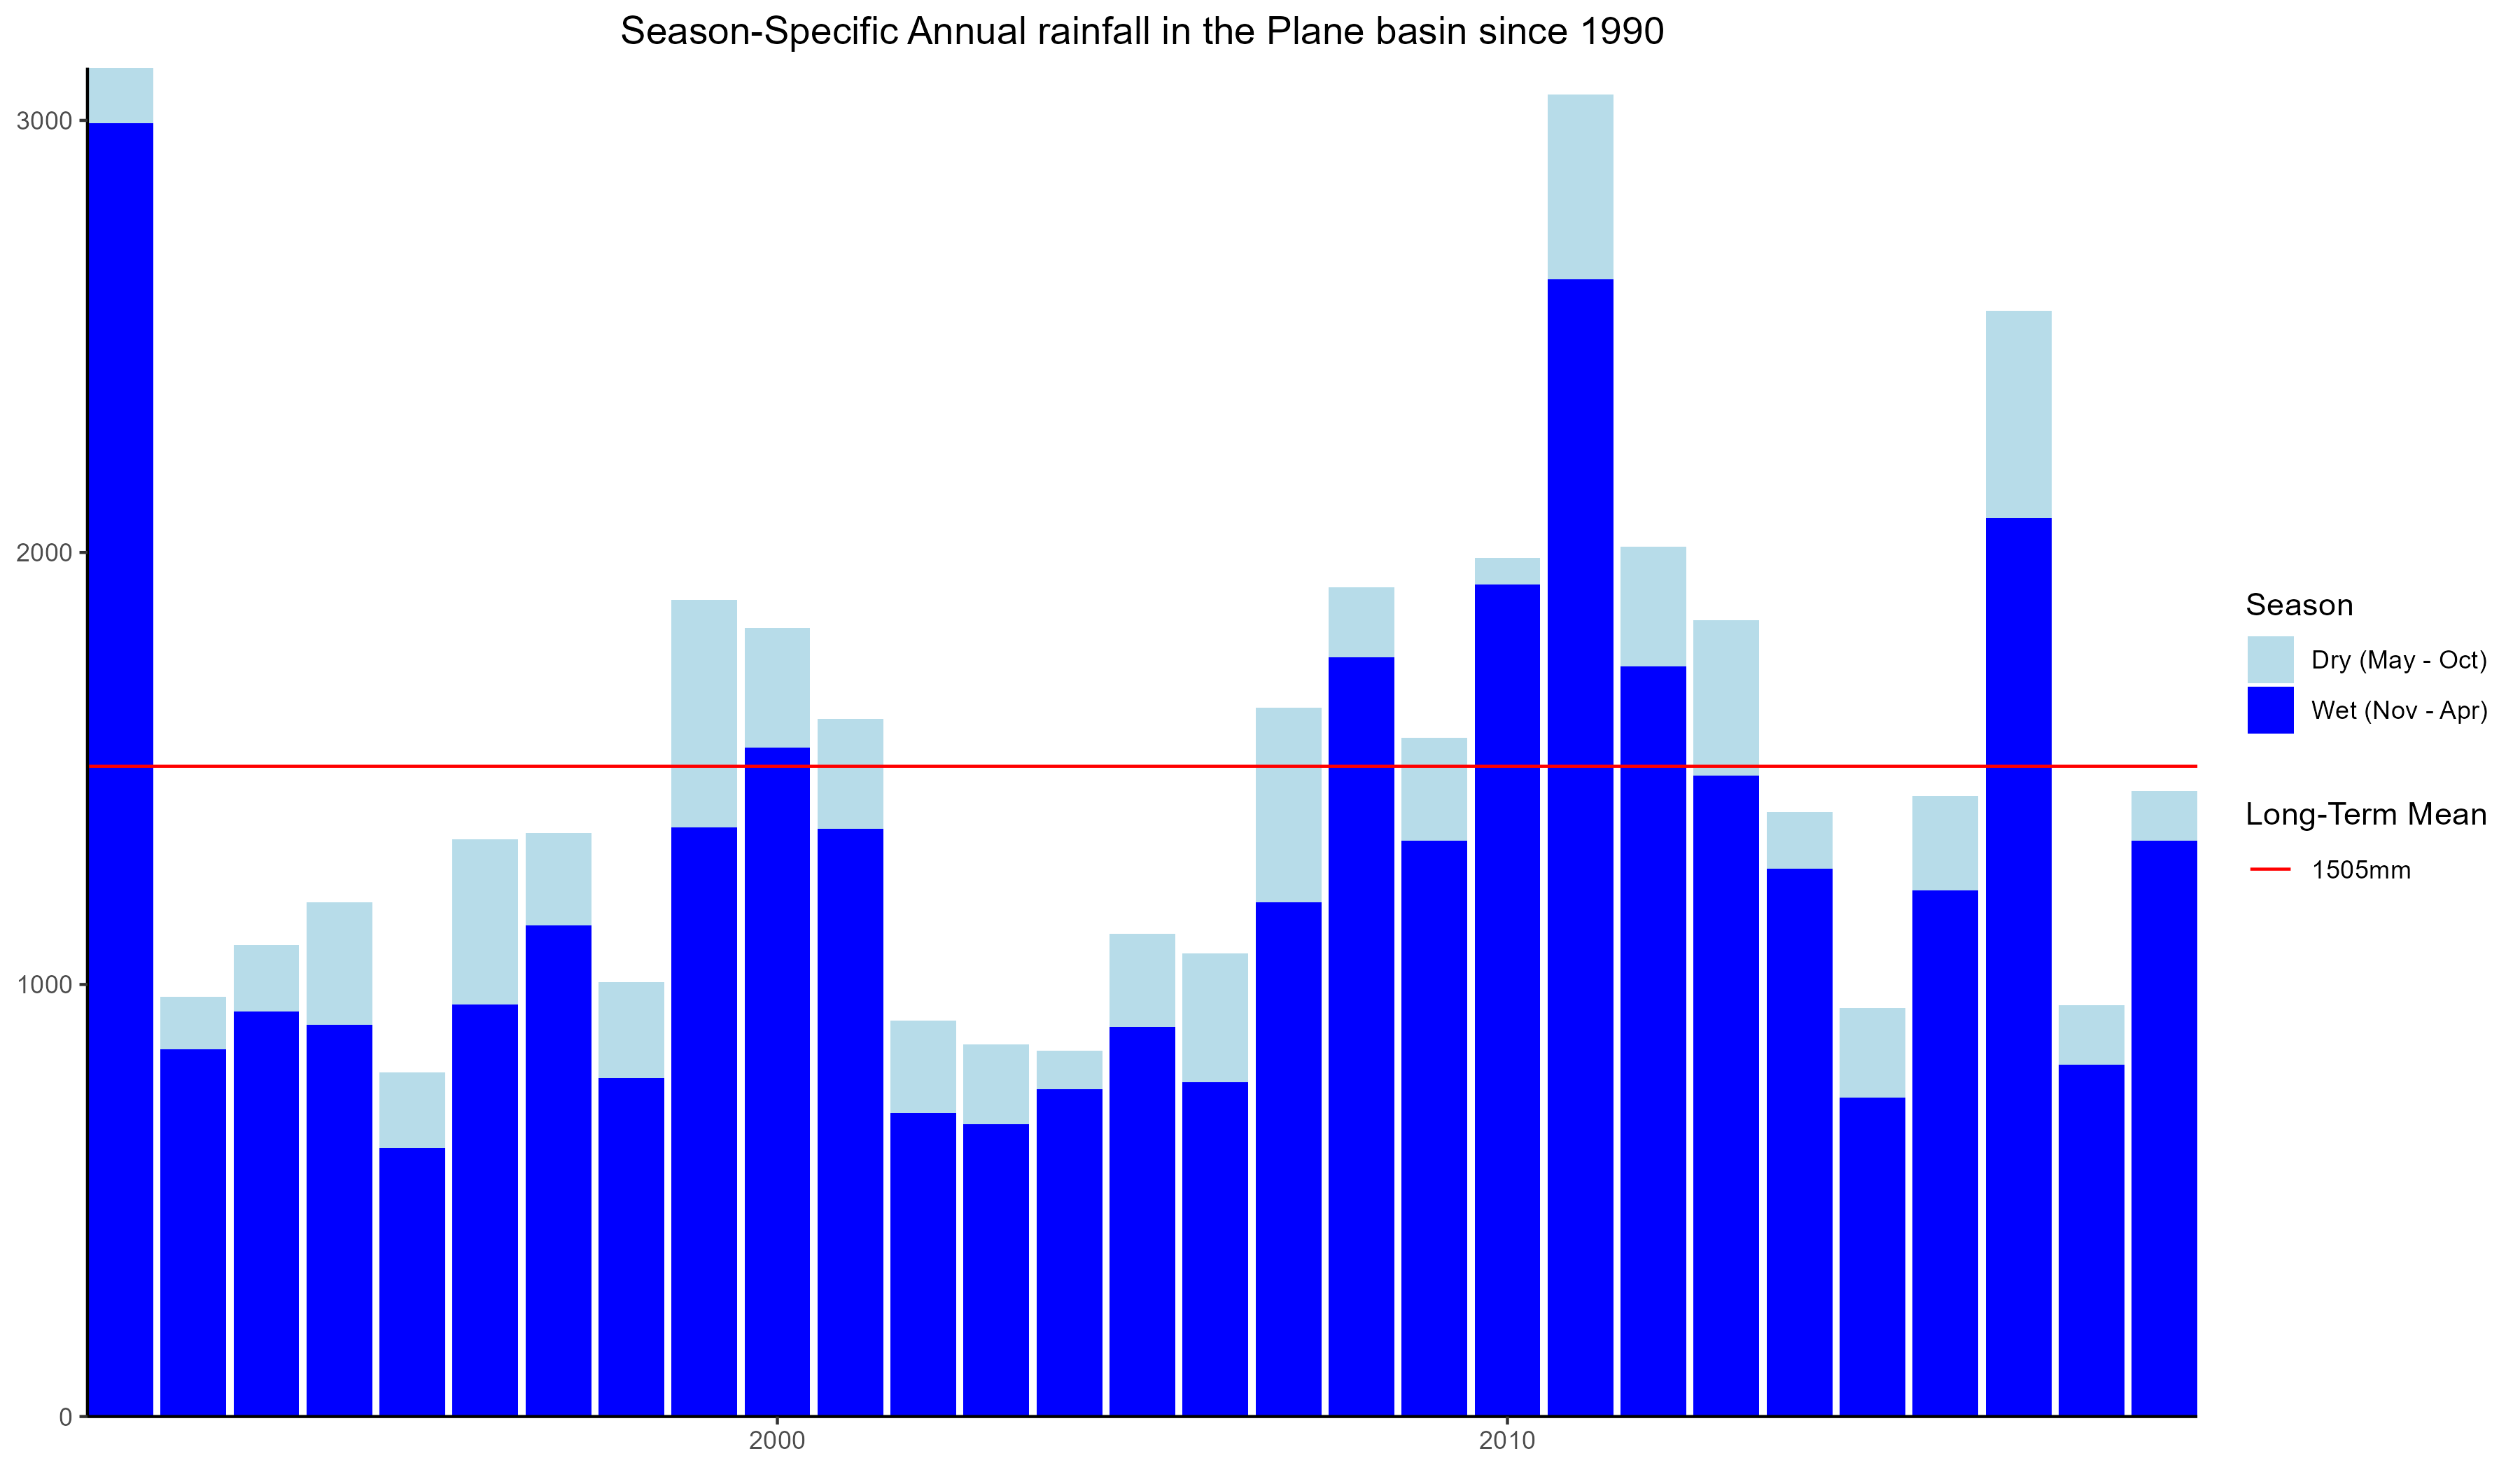 Season-Specific Annual rainfall in the Plane basin since 1990
3000
2000
1000
0
2000
2010
Season
Dry (May - Oct)
Wet (Nov - Apr)
Long-Term Mean
1505mm